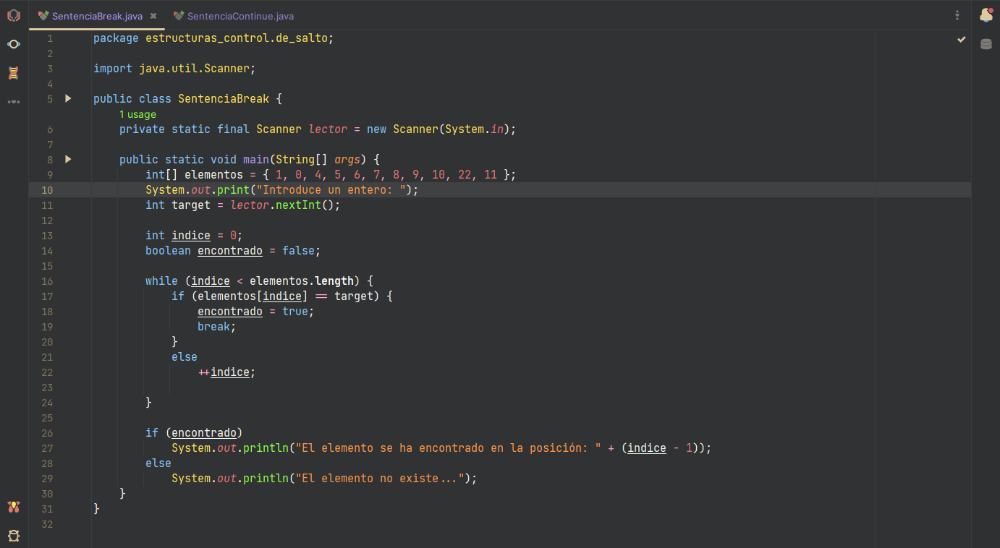 SentenciaBreak.java
SentenciaContinue.java
1 package estructuras_control.de_salto;
2
3 import java.util.Scanner;
4
5 public class SentenciaBreak {
1 usage
6 private static final Scanner lector = new Scanner(System.in);
7
8 public static void main(String[] args) {
9 int[] elementos = { 1, 0, 4, 5, 6, 7, 8, 9, 10, 22, 11 };
10 System.out.print("Introduce un entero: ");
11 int target = lector.nextInt();
12
13 int indice = 0;
14 boolean encontrado = false;
15
16 while (indice < elementos.length) {
17 if (elementos[indice] == target) {
18 encontrado = true;
19 break;
20 }
21 else
22 ++indice;
23
24 }
25
26 if (encontrado)
27 System.out.println("El elemento se ha encontrado en la posición: " + (indice - 1));
28 else
29 System.out.println("El elemento no existe...");
30 }
31 }
32